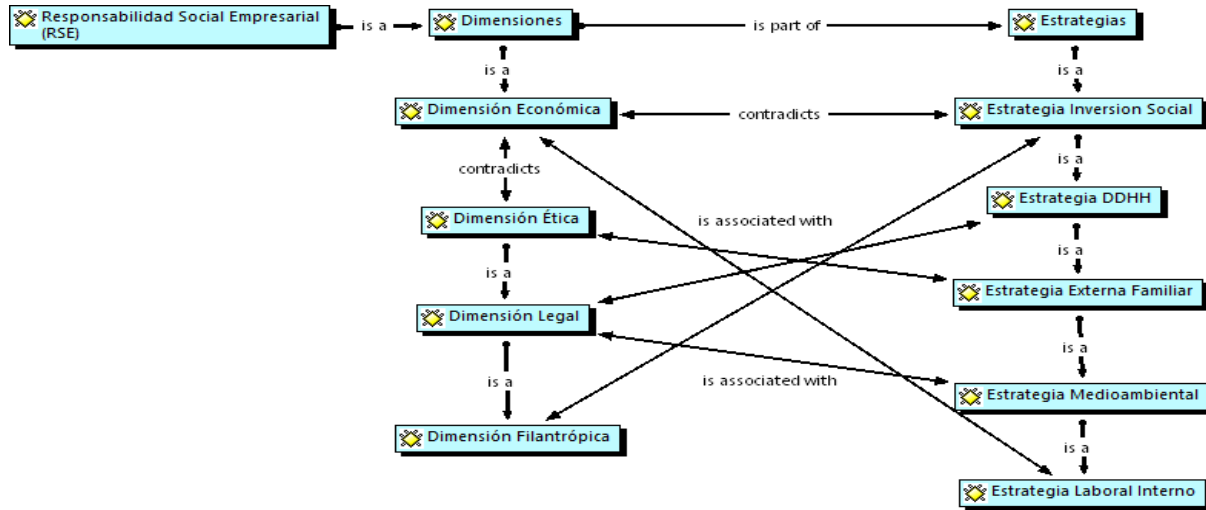 Responsabilidad Social Empresarial
(RSE)
is a
Dimensiones
is part of
Estrategias
is a
is a
Dimensión Económica
contradicts
Estrategia Inversion Social
contradicts
is a
Estrategia DDHH
Dimensión Ética
is associated with
is a
is a
Estrategia Externa Familiar
Dimensión Legal
is a
is a
is associated with
Estrategia Medioambiental
Dimensión Filantrópica
is a
Estrategia Laboral Interno